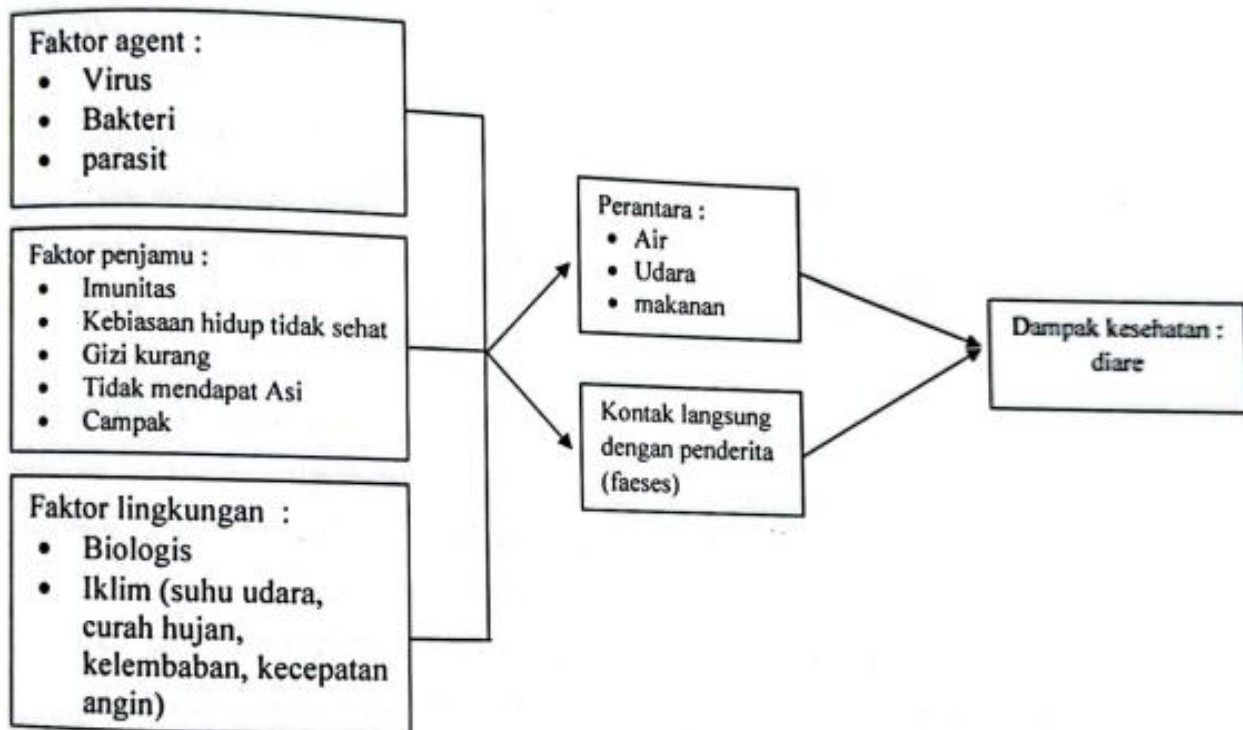 Faktor agent :
• Virus
• Bakteri
• parasit
Faktor penjamu :
• Imunitas
• Kebiasaan hidup tidak sehat
• Gizi kurang
• Tidak mendapat Asi
• Campak
Faktor lingkungan :
• Biologis
• Iklim (suhu udara,
curah hujan,
kelembaban, kecepatan
angin)
Perantara :
• Air
• Udara
• makanan
Kontak langsung
dengan penderita
(faeses)
Dampak kesehatan :
diare